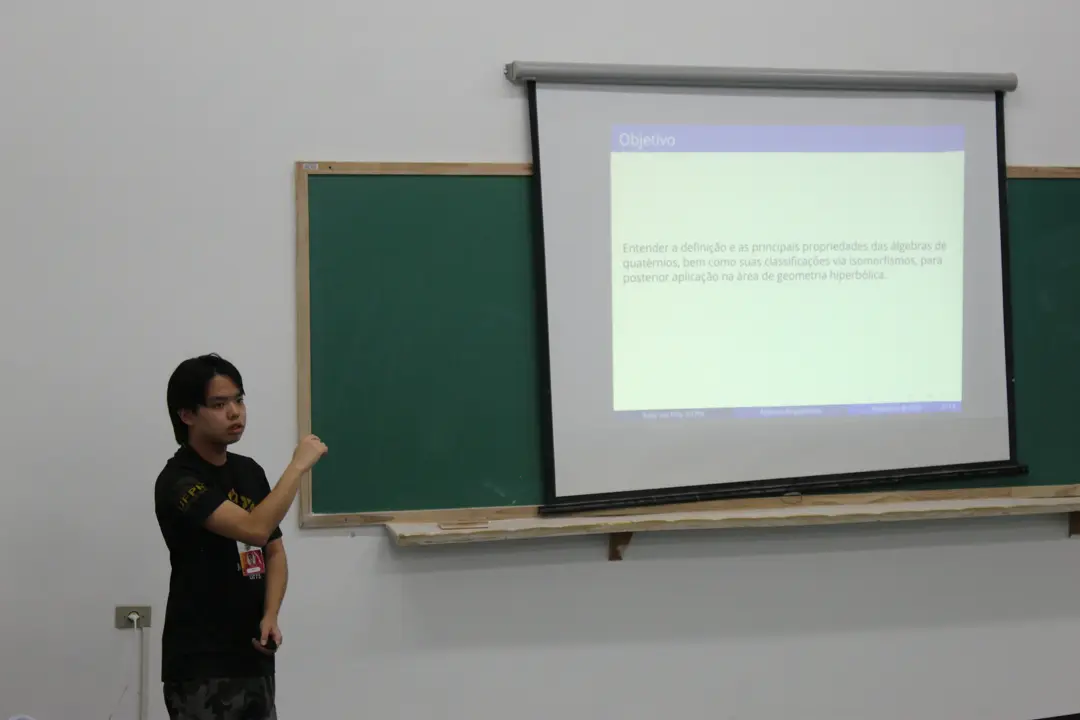 Objetivo
Entender a definição e as principais propriedades das álgebras de
quatérnios, bem como suas classificações via isomorfismos, para
posterior aplicação na área de geometria hiperbólica.
UFPR